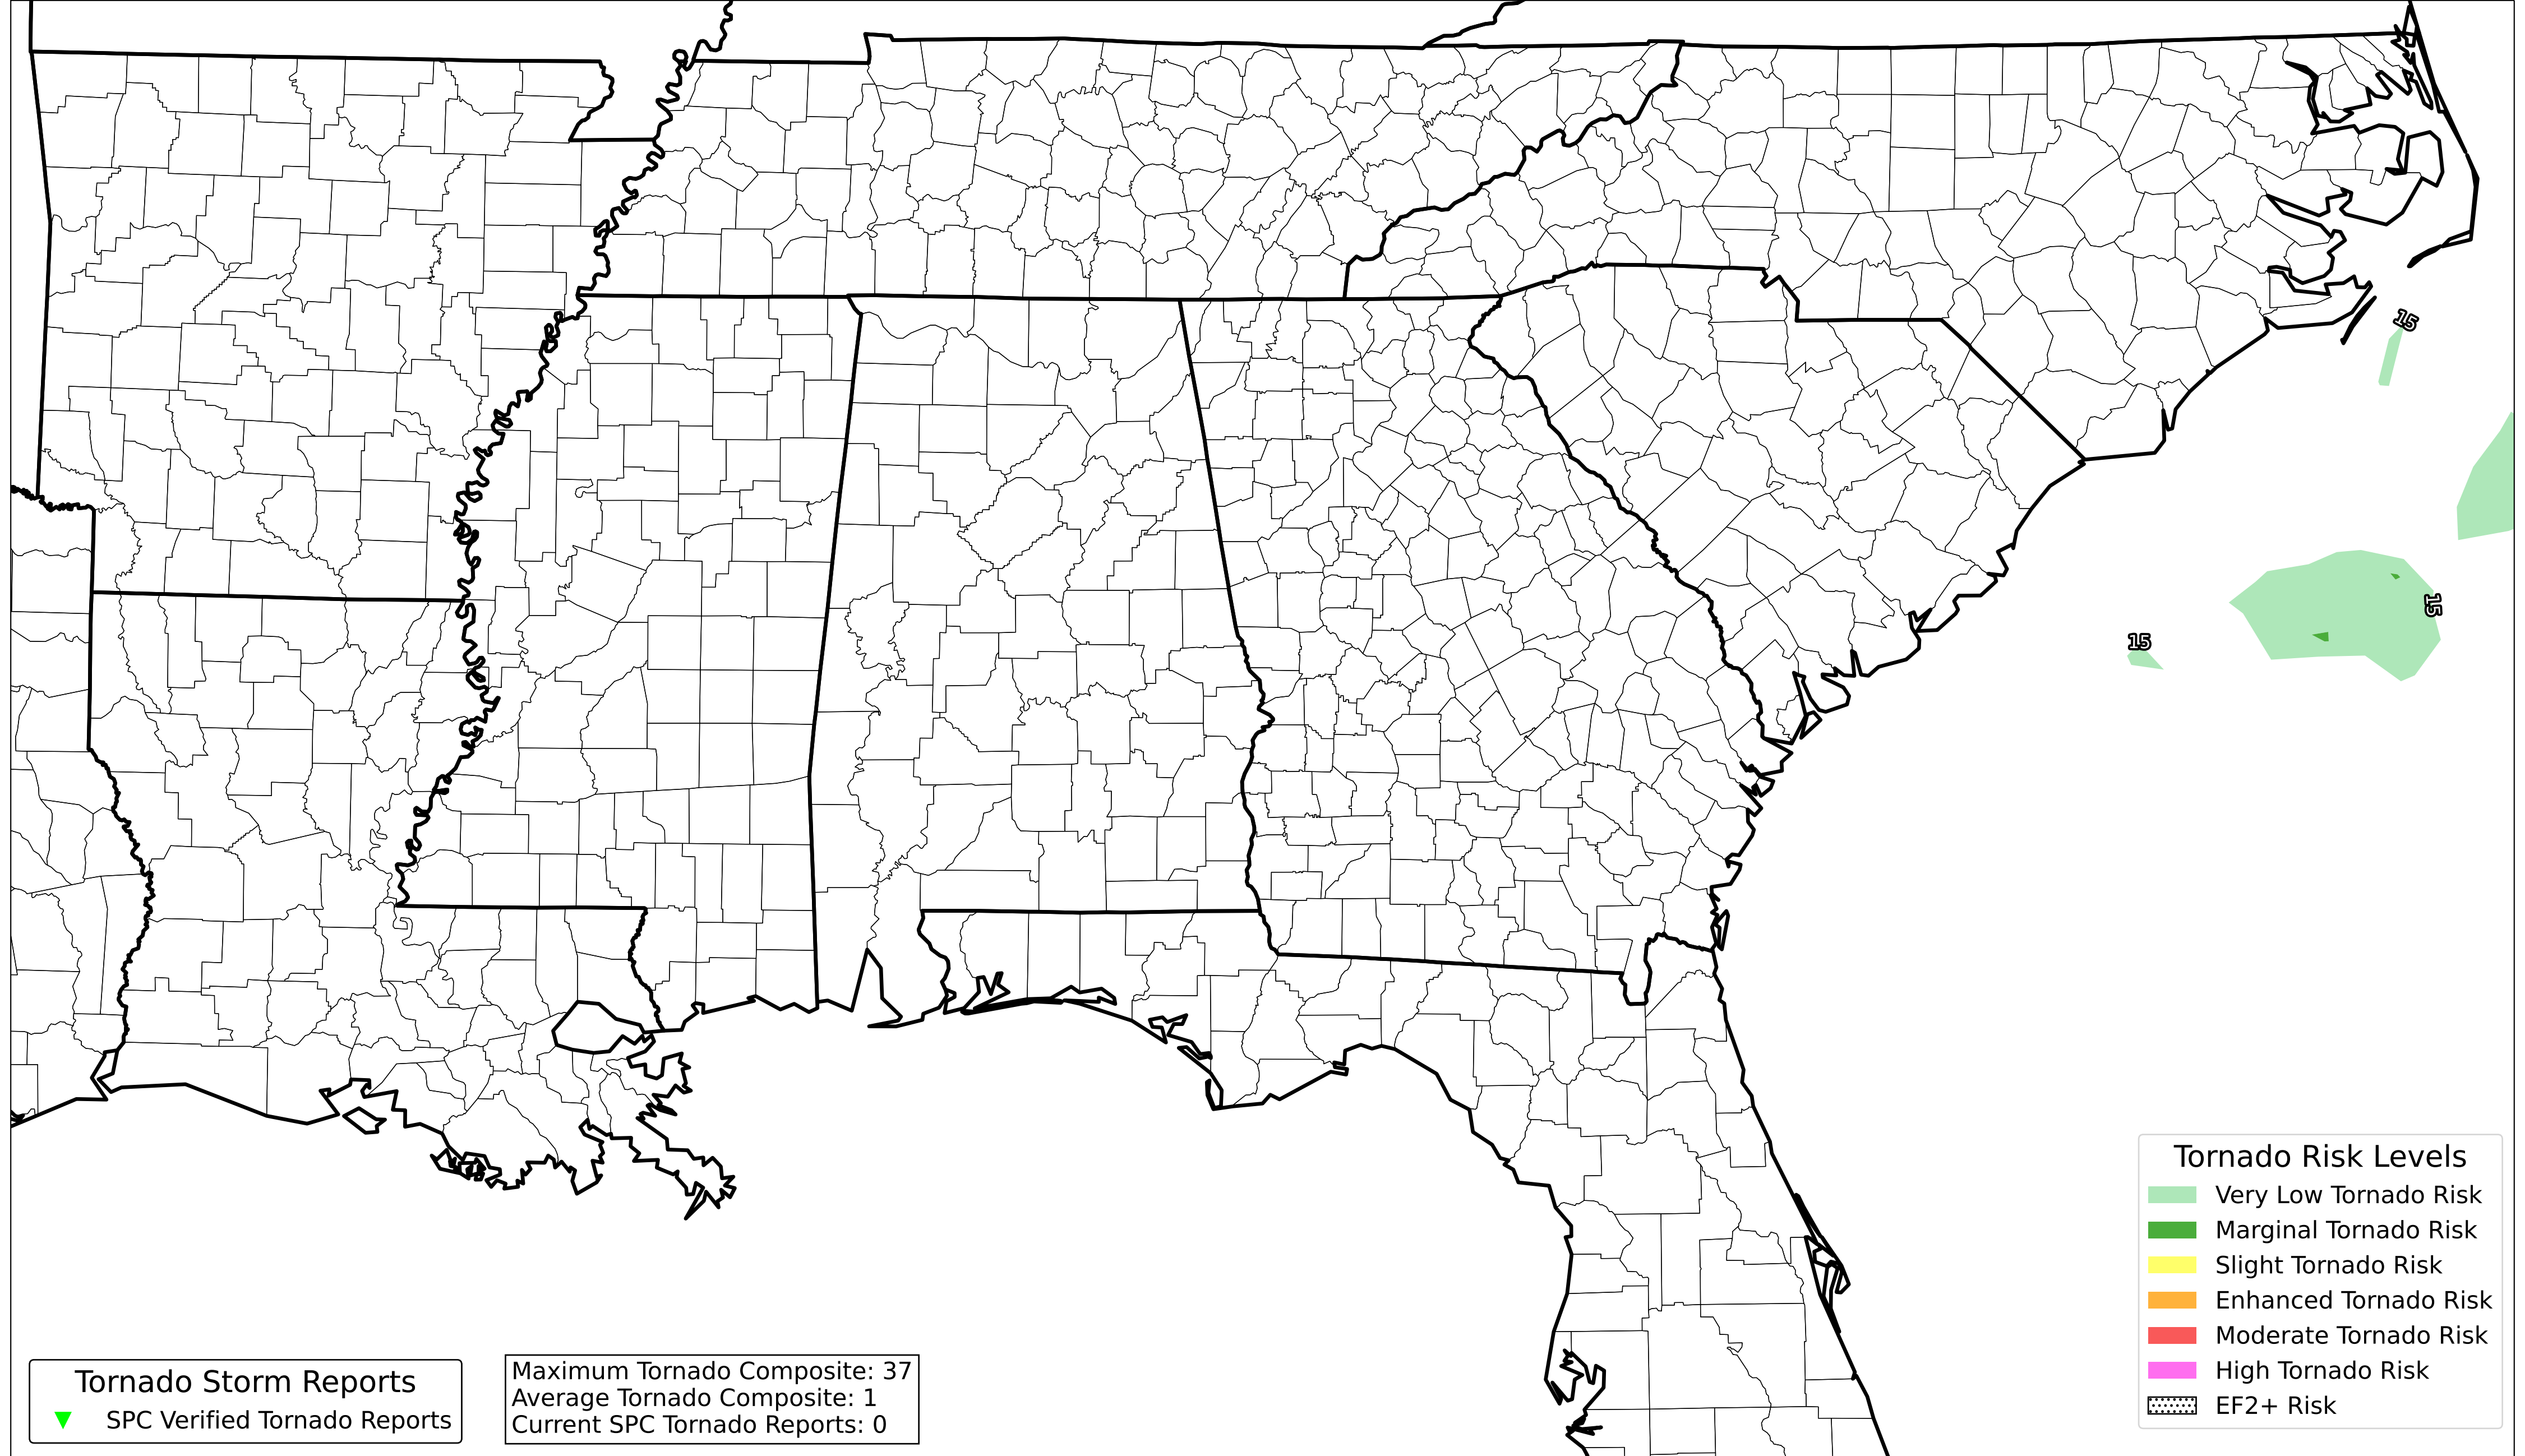 15
15
15
Tornado Risk Levels
Very Low Tornado Risk
Marginal Tornado Risk
Slight Tornado Risk
Enhanced Tornado Risk
Moderate Tornado Risk
High Tornado Risk
EF2+ Risk
Tornado Storm Reports
SPC Verified Tornado Reports
Maximum Tornado Composite: 37
Average Tornado Composite: 1
Current SPC Tornado Reports: 0